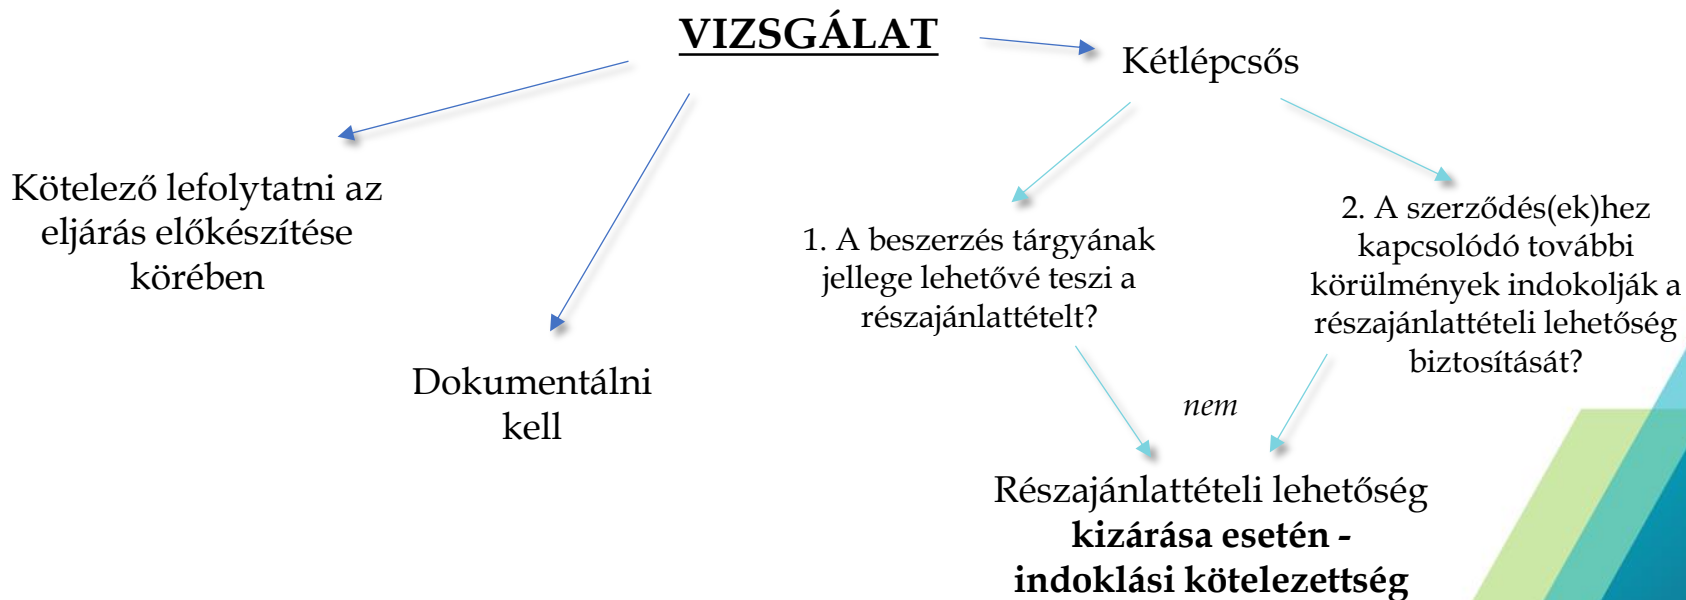 VIZSGÁLAT
Kétlépcsős
Kötelező lefolytatni az
eljárás előkészítése
körében
Dokumentálni
kell
1. A beszerzés tárgyának
jellege lehetővé teszi a
részajánlattételt?
2. A szerződés(ek)hez
kapcsolódó további
körülmények indokolják a
részajánlattételi lehetőség
biztosítását?
nem
Részajánlattételi lehetőség
kizárása esetén -
indoklási kötelezettség